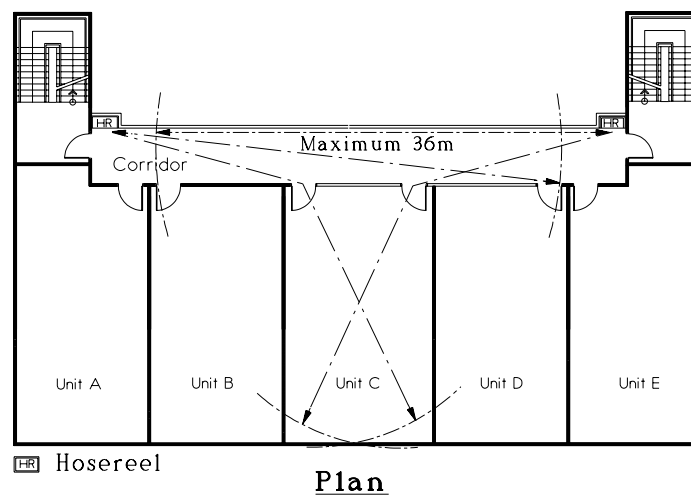 HR HR
Maximum 36m
Corridor
Unit A Unit B Unit C Unit D Unit E
HR Hosereel
Plan